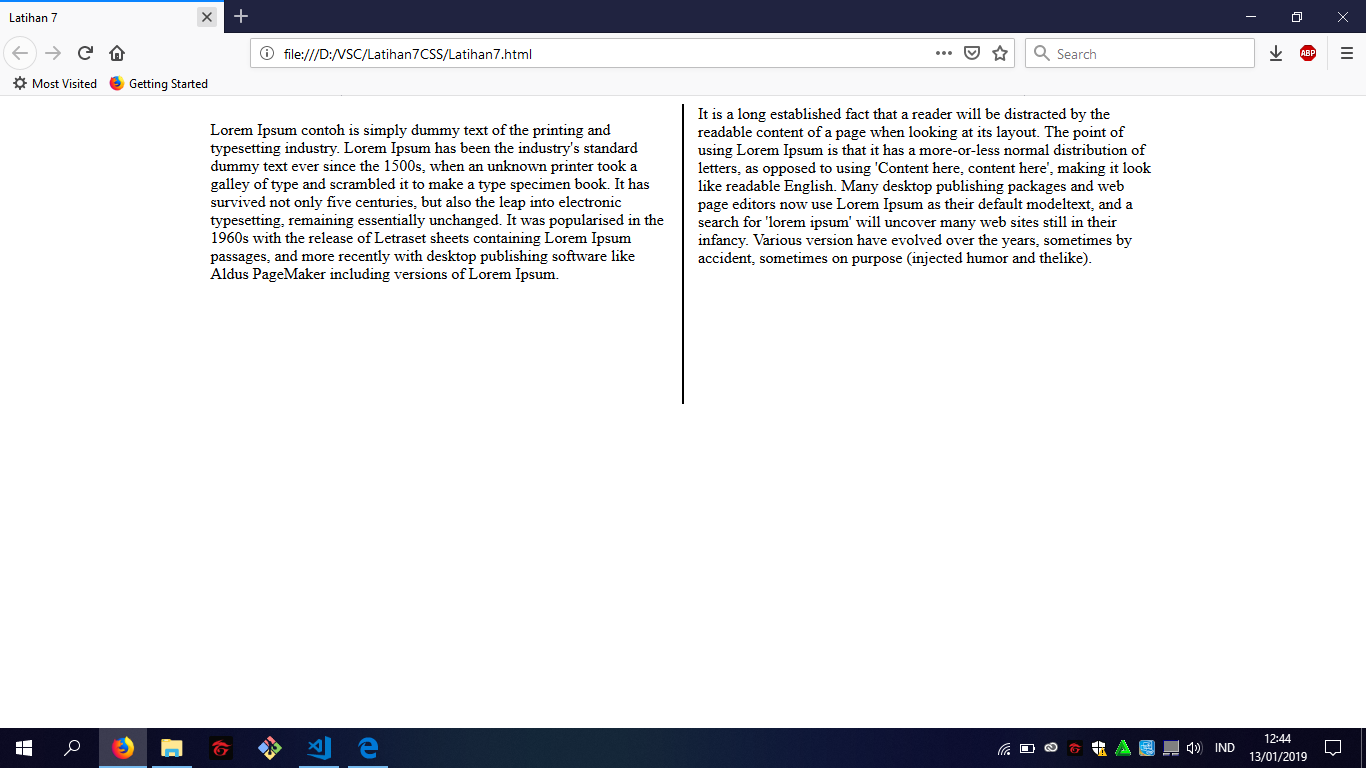 Latihan 7
file:///D:/VSC/Latihan7CSS/Latihan7.html
Search
ABP
Most Visited
Getting Started
Lorem Ipsum contoh is simply dummy text of the printing and
typesetting industry. Lorem Ipsum has been the industry's standard
dummy text ever since the 1500s, when an unknown printer took a
galley of type and scrambled it to make a type specimen book. It has
survived not only five centuries, but also the leap into electronic
typesetting, remaining essentially unchanged. It was popularised in the
1960s with the release of Letraset sheets containing Lorem Ipsum
passages, and more recently with desktop publishing software like
Aldus PageMaker including versions of Lorem Ipsum.
It is a long established fact that a reader will be distracted by the
readable content of a page when looking at its layout. The point of
using Lorem Ipsum is that it has a more-or-less normal distribution of
letters, as opposed to using 'Content here, content here', making it look
like readable English. Many desktop publishing packages and web
page editors now use Lorem Ipsum as their default modeltext, and a
search for 'lorem ipsum' will uncover many web sites still in their
infancy. Various version have evolved over the years, sometimes by
accident, sometimes on purpose (injected humor and thelike).
IND
12:44
13/01/2019